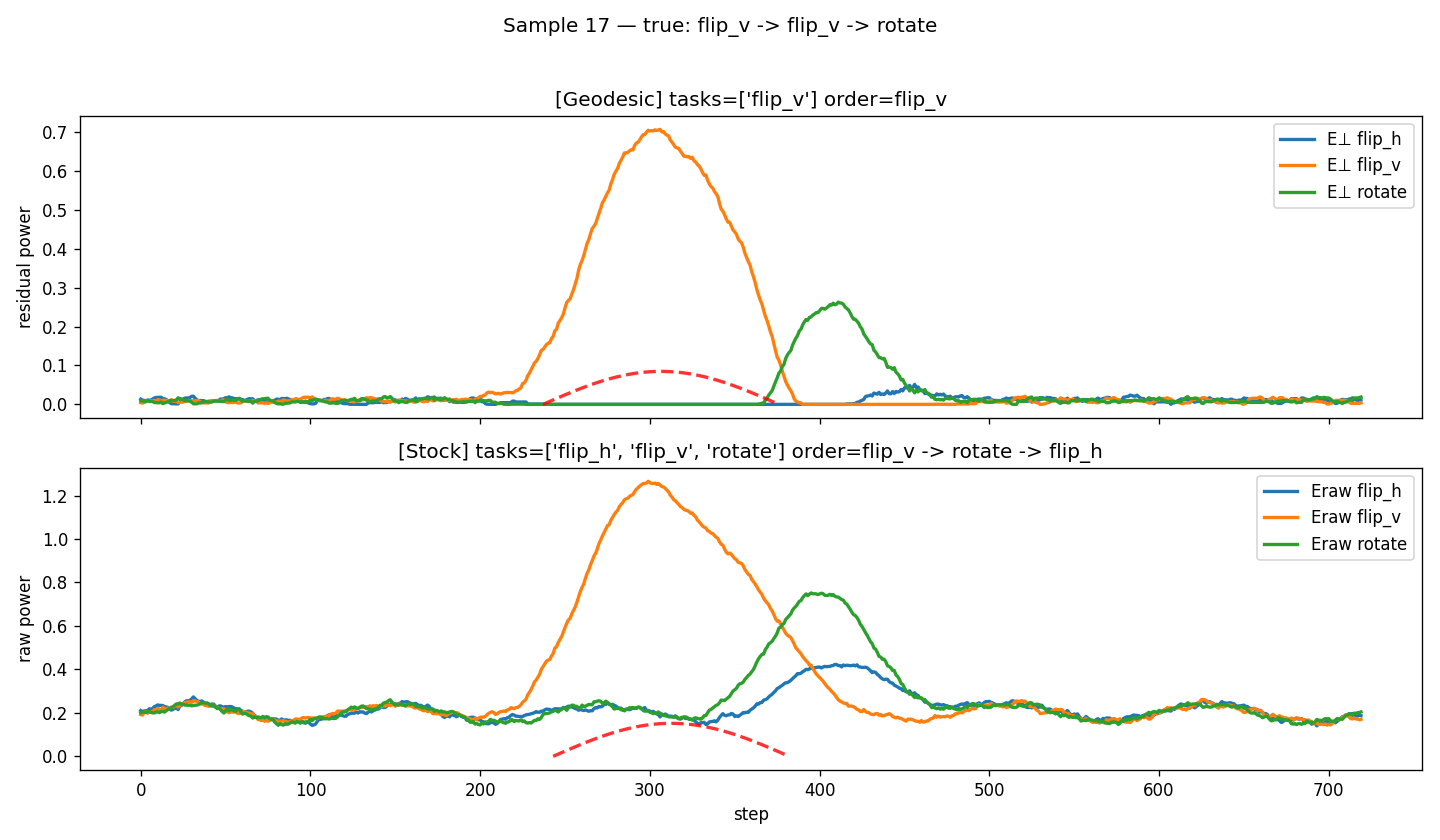 Sample 17 — true: flip_v -> flip_v -> rotate
[Geodesic] tasks=['flip_v'] order=flip_v
residual power
0.7
0.6
0.5
0.4
0.3
0.2
0.1
0.0
E⊥ flip_h
E⊥ flip_v
E⊥ rotate
[Stock] tasks=['flip_h', 'flip_v', 'rotate'] order=flip_v -> rotate -> flip_h
raw power
1.2
1.0
0.8
0.6
0.4
0.2
0.0
Eraw flip_h
Eraw flip_v
Eraw rotate
0 100 200 300 400 500 600 700
step